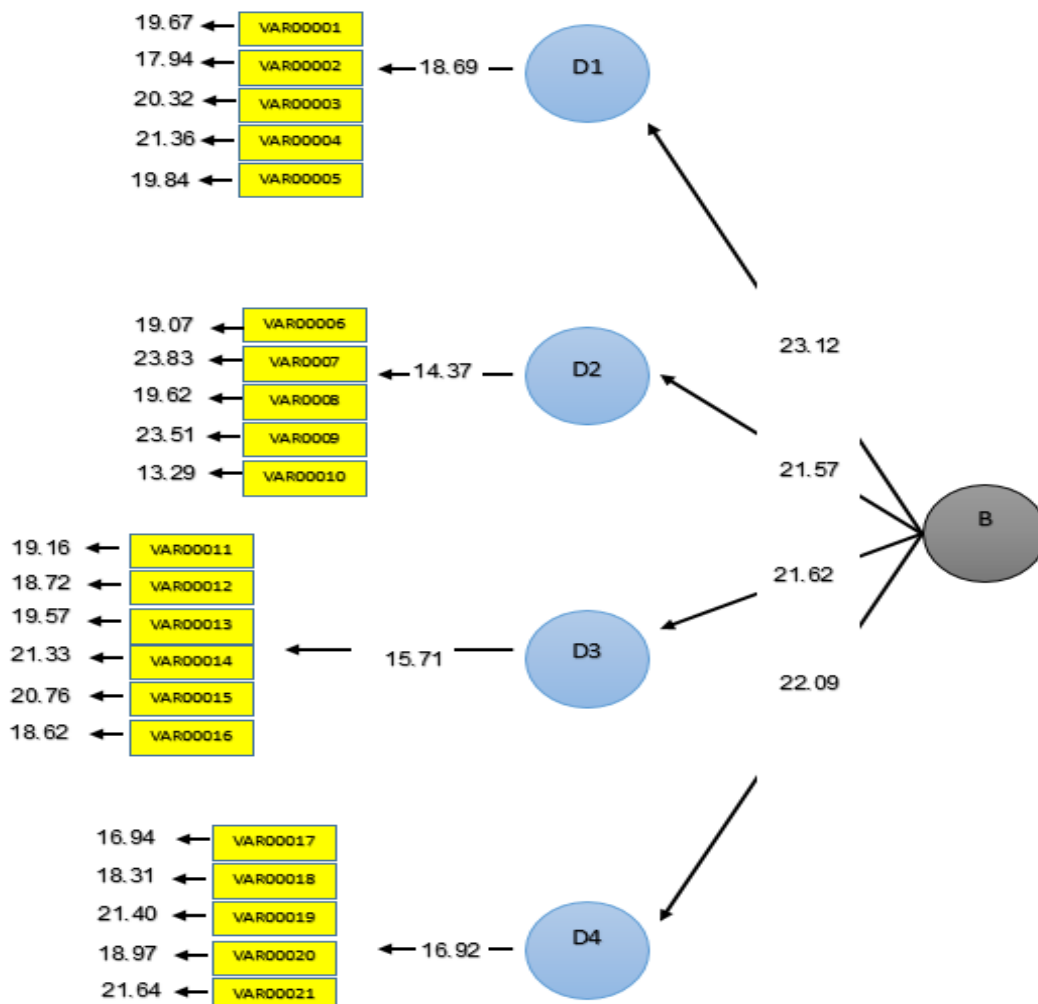 19.67 VAR00001
17.94 VAR00002 18.69 D1
20.32 VAR00003
21.36 VAR00004
19.84 VAR00005
23.12
19.07 VAR00006
23.83 VAR0007 14.37 D2
19.62 VAR0008
23.51 VAR0009
13.29 VAR00010
21.57
B
21.62
19.16 VAR00011
18.72 VAR00012
19.57 VAR00013
21.33 VAR00014 15.71 D3
20.76 VAR00015
18.62 VAR00016
22.09
16.94 VAR00017
18.31 VAR00018
21.40 VAR00019
18.97 VAR00020 16.92 D4
21.64 VAR00021